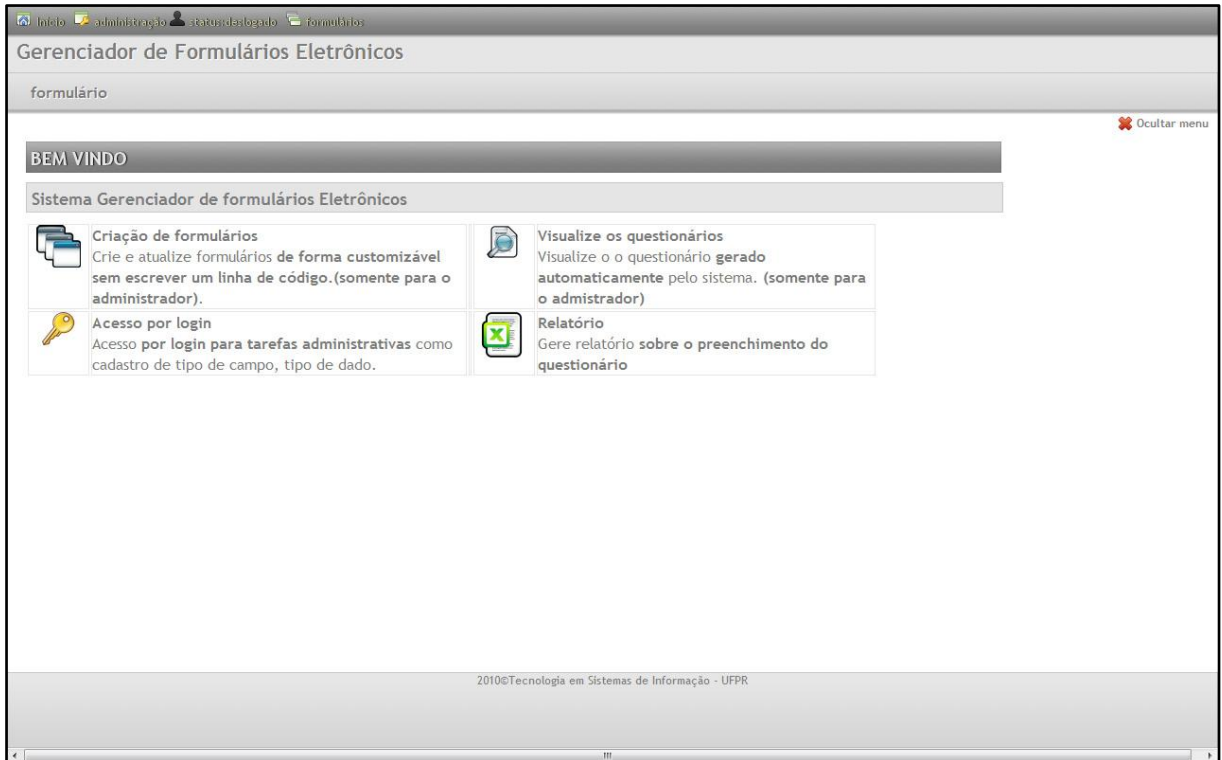 Início administração status:deslogado formulários
Gerenciador de Formulários Eletrônicos
formulário
Ocultar menu
BEM VINDO
Sistema Gerenciador de formulários Eletrônicos
Criação de formulários
Crie e atualize formulários de forma customizável
sem escrever um linha de código.(somente para o
administrador).
Visualize os questionários
Visualize o o questionário gerado
automaticamente pelo sistema. (somente para
o admistrador)
Acesso por login
Acesso por login para tarefas administrativas como
cadastro de tipo de campo, tipo de dado.
Relatório
Gere relatório sobre o preenchimento do
questionário
2010©Tecnologia em Sistemas de Informação - UFPR